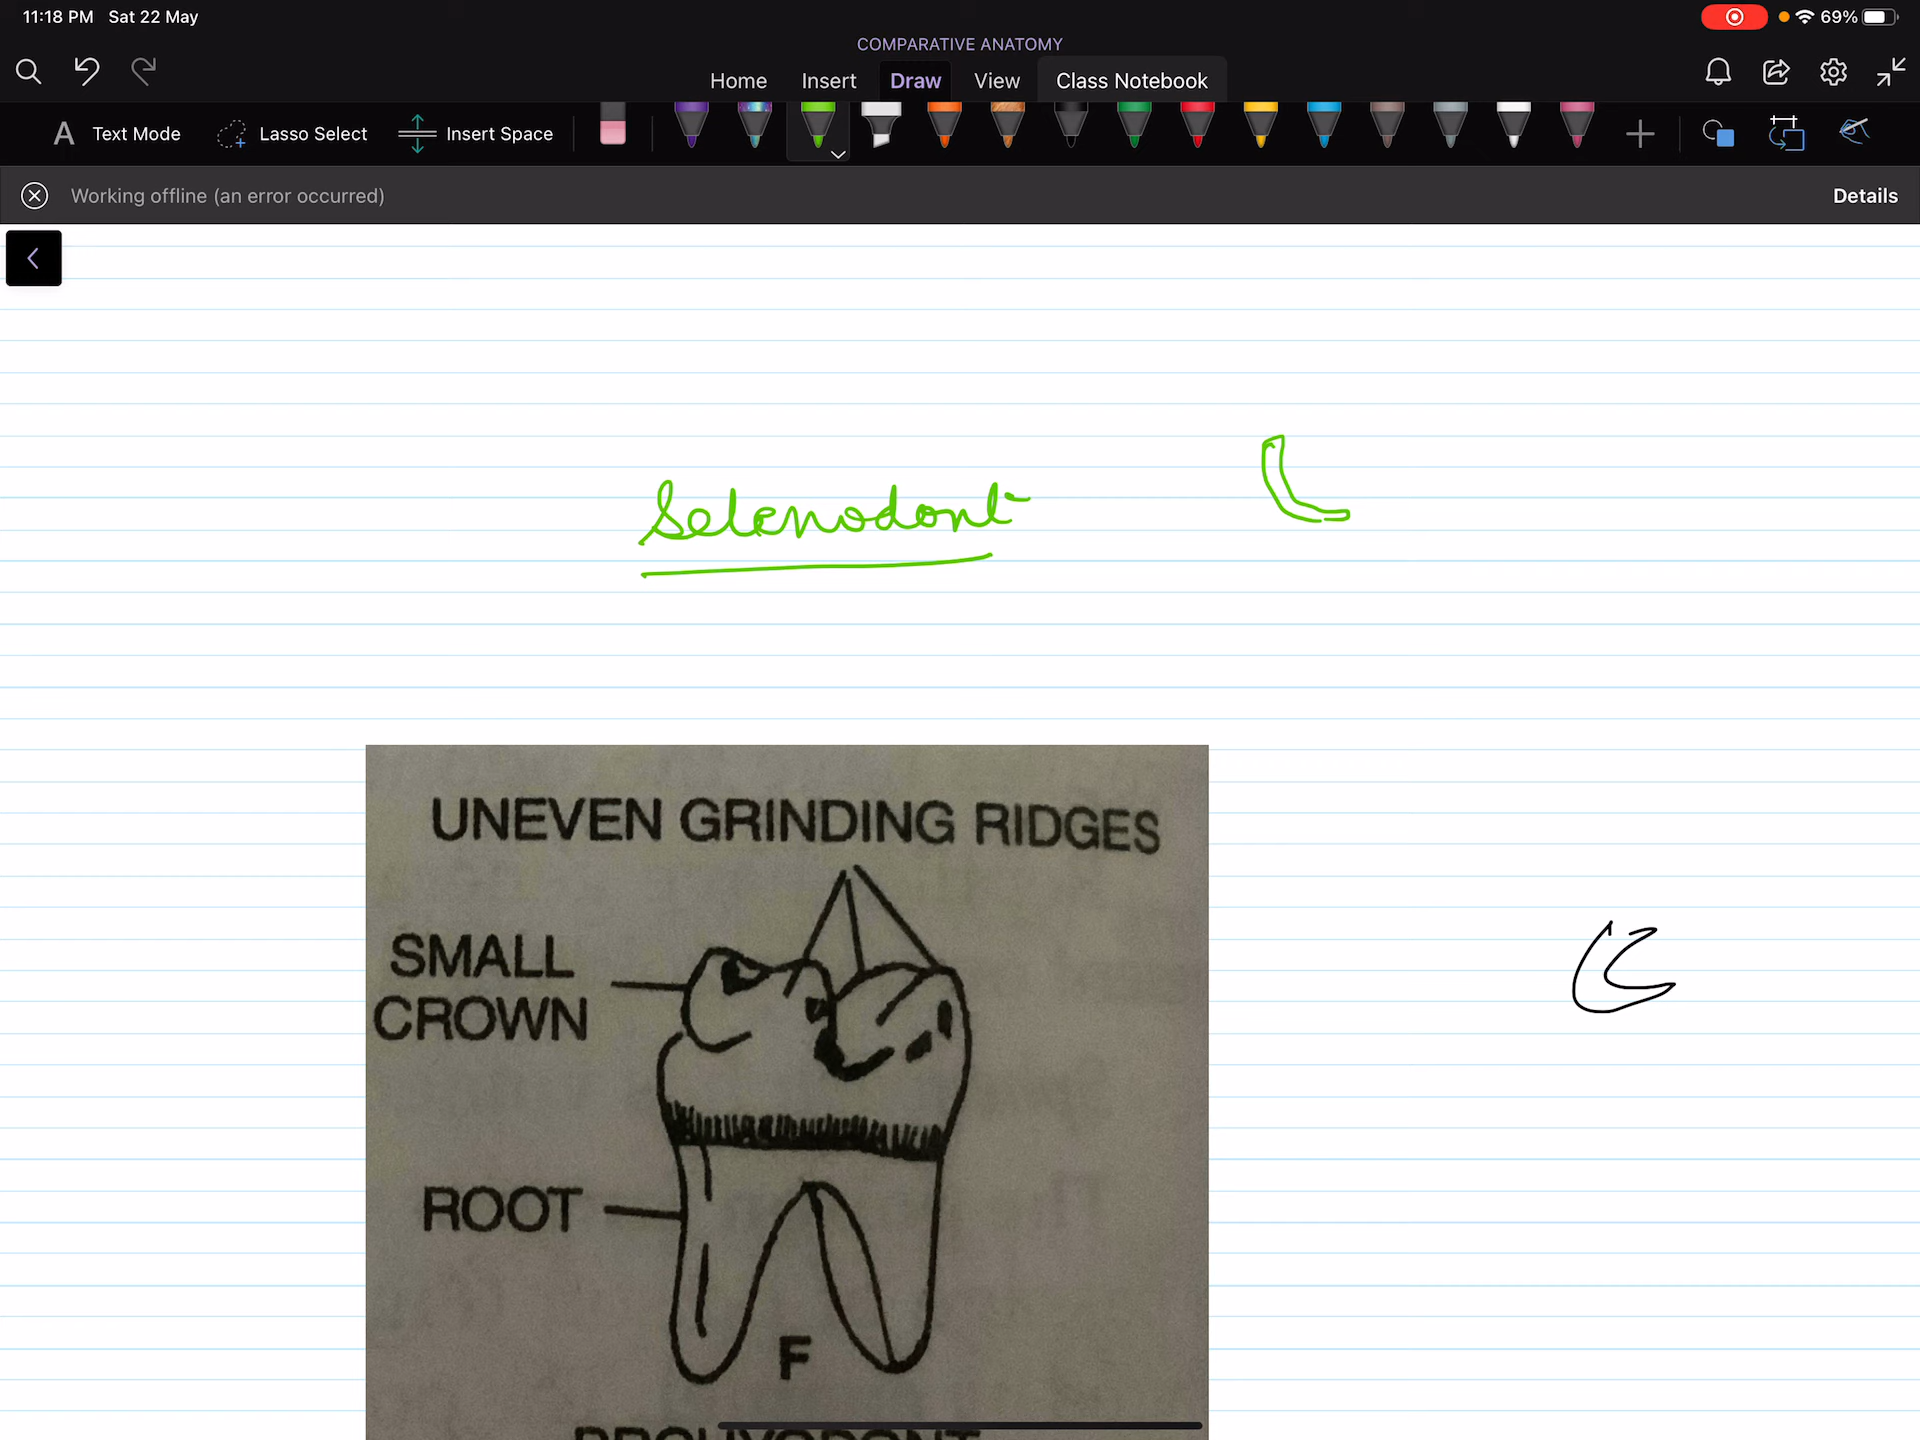 11:18 PM Sat 22 May 69%
COMPARATIVE ANATOMY
Home Insert Draw View Class Notebook
A Text Mode Lasso Select Insert Space
Working offline (an error occurred) Details
Selenodont
UNEVEN GRINDING RIDGES
SMALL
CROWN
ROOT
F